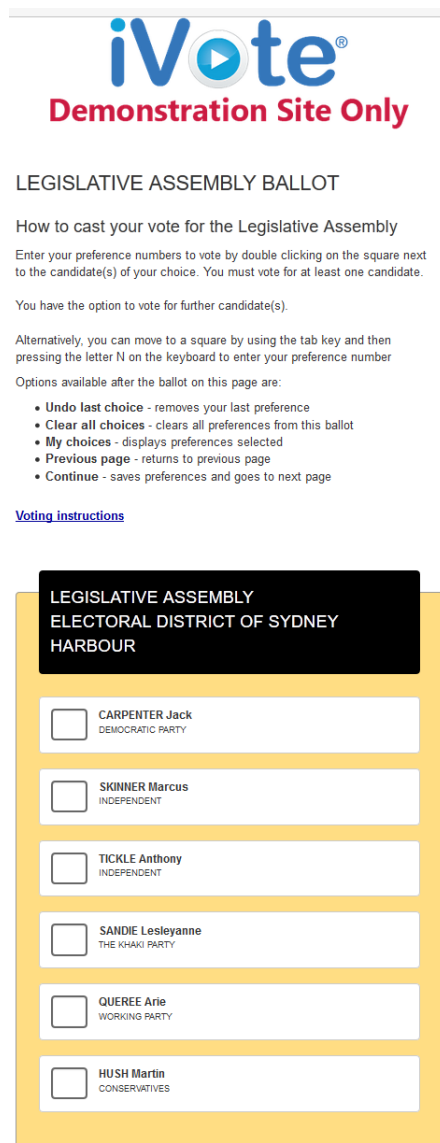 iVote®
Demonstration Site Only
LEGISLATIVE ASSEMBLY BALLOT
How to cast your vote for the Legislative Assembly
Enter your preference numbers to vote by double clicking on the square next
to the candidate(s) of your choice. You must vote for at least one candidate.
You have the option to vote for further candidate(s).
Alternatively, you can move to a square by using the tab key and then
pressing the letter N on the keyboard to enter your preference number
Options available after the ballot on this page are:
• Undo last choice - removes your last preference
• Clear all choices - clears all preferences from this ballot
• My choices - displays preferences selected
• Previous page - returns to previous page
• Continue - saves preferences and goes to next page
Voting instructions
LEGISLATIVE ASSEMBLY
ELECTORAL DISTRICT OF SYDNEY
HARBOUR
CARPENTER Jack
DEMOCRATIC PARTY
SKINNER Marcus
INDEPENDENT
TICKLE Anthony
INDEPENDENT
SANDIE Lesleyanne
THE KHAKI PARTY
QUEREE Arie
WORKING PARTY
HUSH Martin
CONSERVATIVES